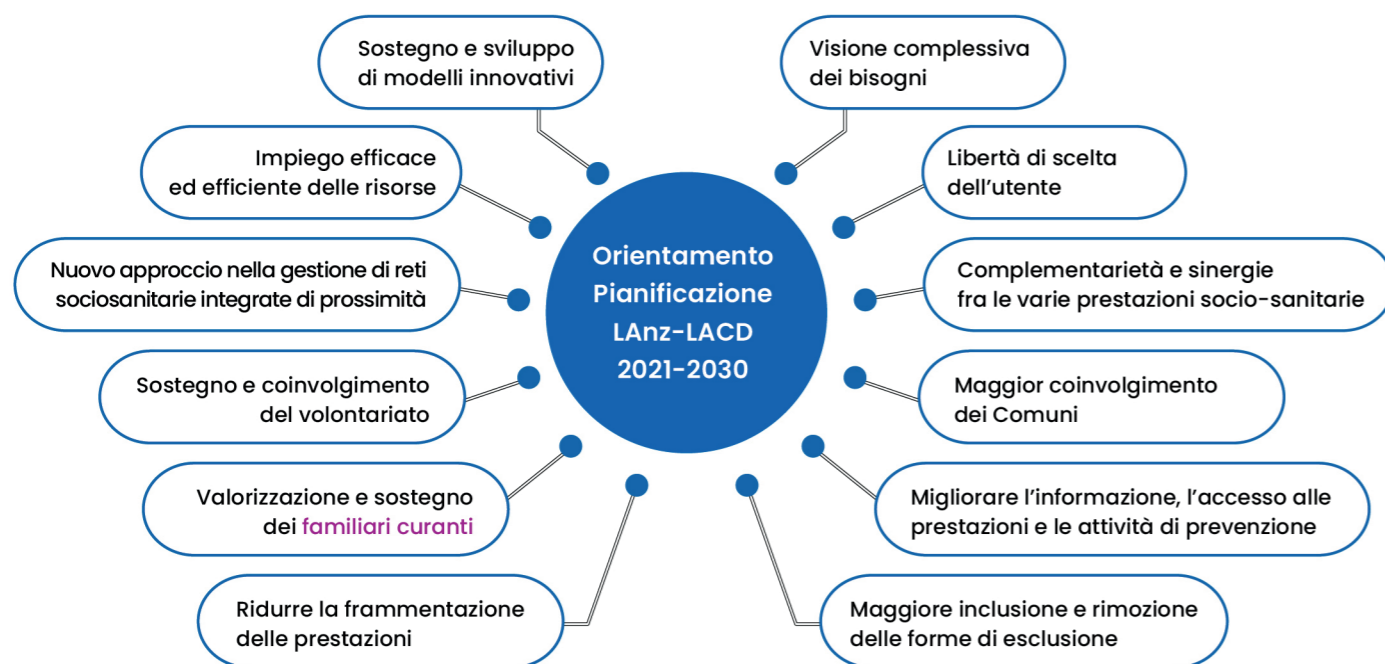 Sostegno e sviluppo
di modelli innovativi
Visione complessiva
dei bisogni
Impiego efficace
ed efficiente delle risorse
Libertà di scelta
dell'utente
Nuovo approccio nella gestione di reti
sociosanitarie integrate di prossimità
Orientamento
Pianificazione
LAnz-LACD
2021-2030
Complementarietà e sinergie
fra le varie prestazioni socio-sanitarie
Sostegno e coinvolgimento
del volontariato
Maggior coinvolgimento
dei Comuni
Valorizzazione e sostegno
dei familiari curanti
Migliorare l'informazione, l'accesso alle
prestazioni e le attività di prevenzione
Ridurre la frammentazione
delle prestazioni
Maggiore inclusione e rimozione
delle forme di esclusione